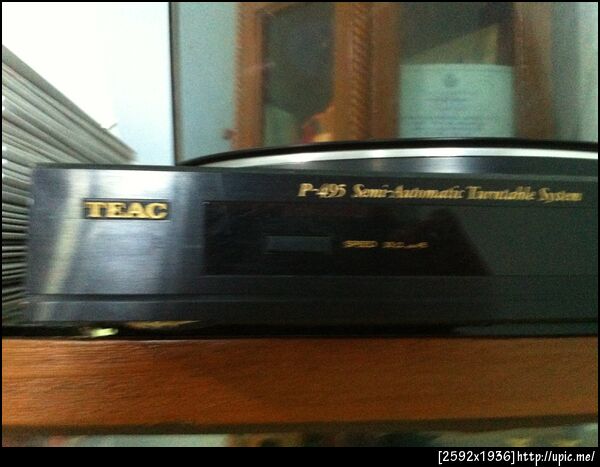 P-495 Semi-Automatic Turntable System
TEAC
SPEED
[2592x1936]http://upic.me/